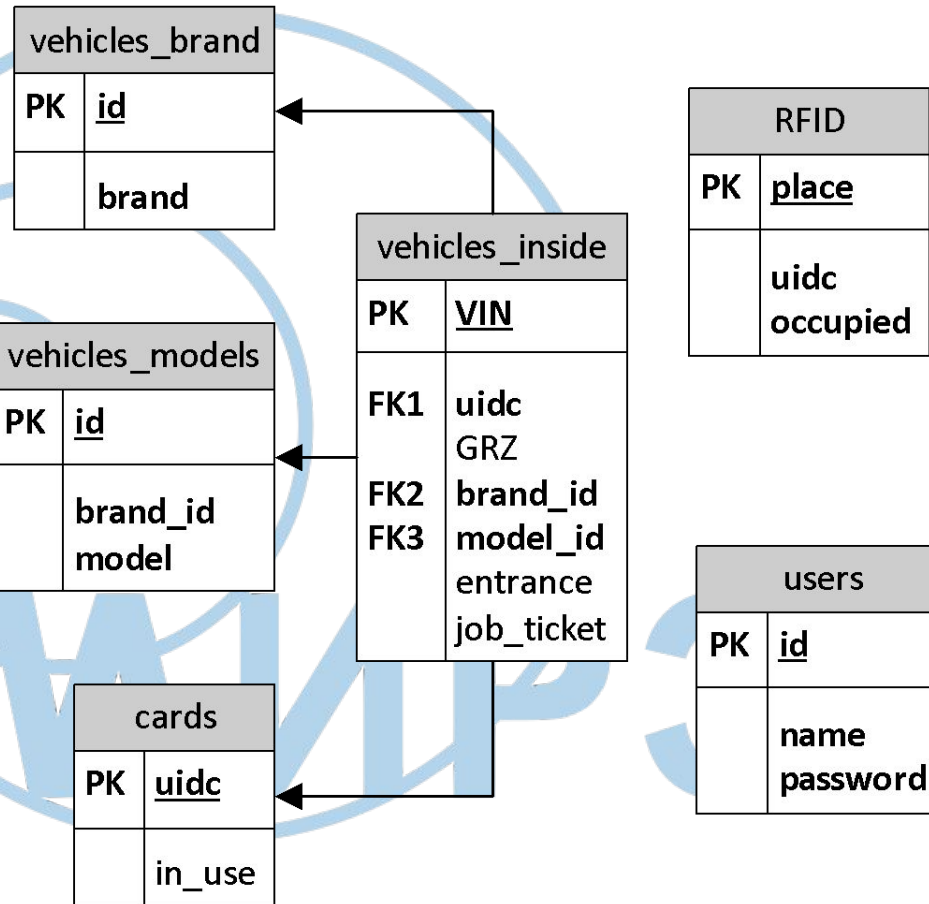 vehicles_brand
PK id
brand
vehicles_models
PK id
brand_id
model
cards
PK uidc
in_use
vehicles_inside
PK VIN
FK1 uidc
GRZ
FK2 brand_id
FK3 model_id
entrance
job_ticket
RFID
PK place
uidc
occupied
users
PK id
name
password